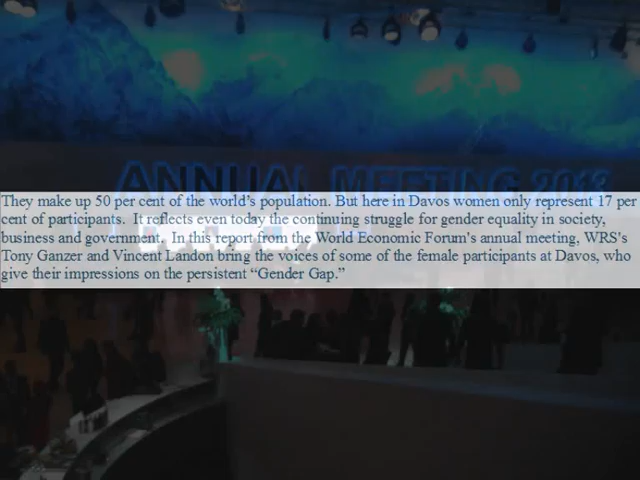 ANNUAL MEETING 2013
They make up 50 per cent of the world's population. But here in Davos women only represent 17 per
cent of participants.  It reflects even today the continuing struggle for gender equality in society,
business and government.  In this report from the World Economic Forum's annual meeting, WRS's
Tony Ganzer and Vincent Landon bring the voices of some of the female participants at Davos, who
give their impressions on the persistent “Gender Gap.”